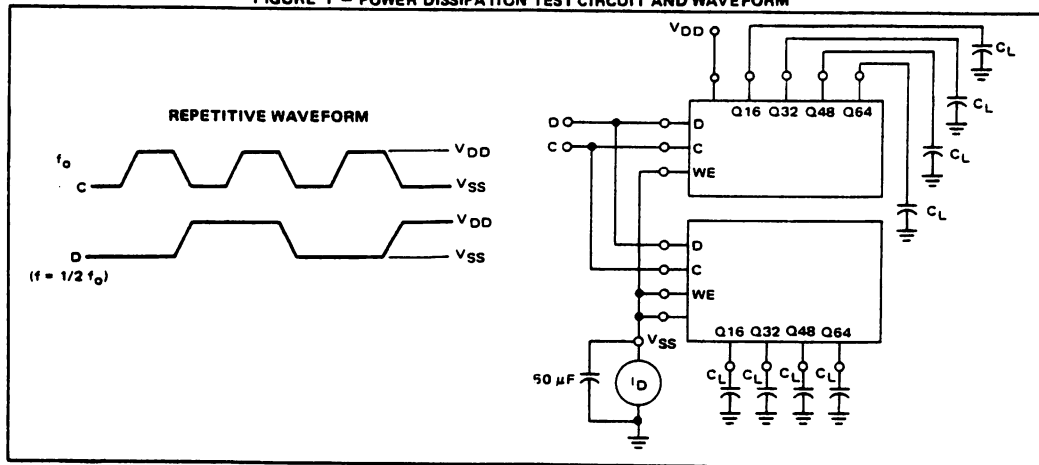 FIGURE 1 – POWER DISSIPATION TEST CIRCUIT AND WAVEFORM
REPETITIVE WAVEFORM
fo
C
VDD
VSS
D
VDD
VSS
(f = 1/2 fo)
VDD
Q16 Q32 Q48 Q64
CL
CL
CL
CL
D
C
D
C
WE
D
C
WE
VSS
50 µF
ID
Q16 Q32 Q48 Q64
CL CL CL CL